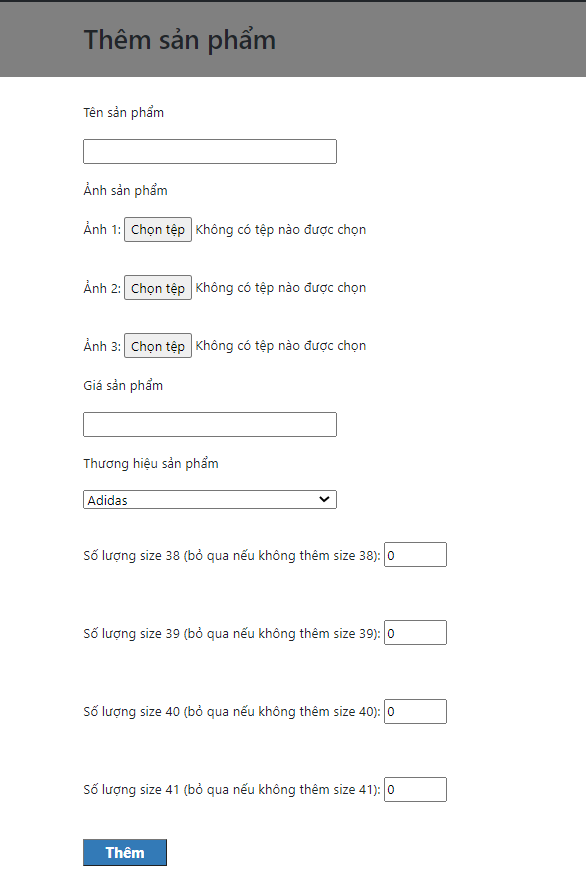 Thêm sản phẩm
Tên sản phẩm
Ảnh sản phẩm
Ảnh 1: Chọn tệp Không có tệp nào được chọn
Ảnh 2: Chọn tệp Không có tệp nào được chọn
Ảnh 3: Chọn tệp Không có tệp nào được chọn
Giá sản phẩm
Thương hiệu sản phẩm
Adidas
Số lượng size 38 (bỏ qua nếu không thêm size 38): 0
Số lượng size 39 (bỏ qua nếu không thêm size 39): 0
Số lượng size 40 (bỏ qua nếu không thêm size 40): 0
Số lượng size 41 (bỏ qua nếu không thêm size 41): 0
Thêm